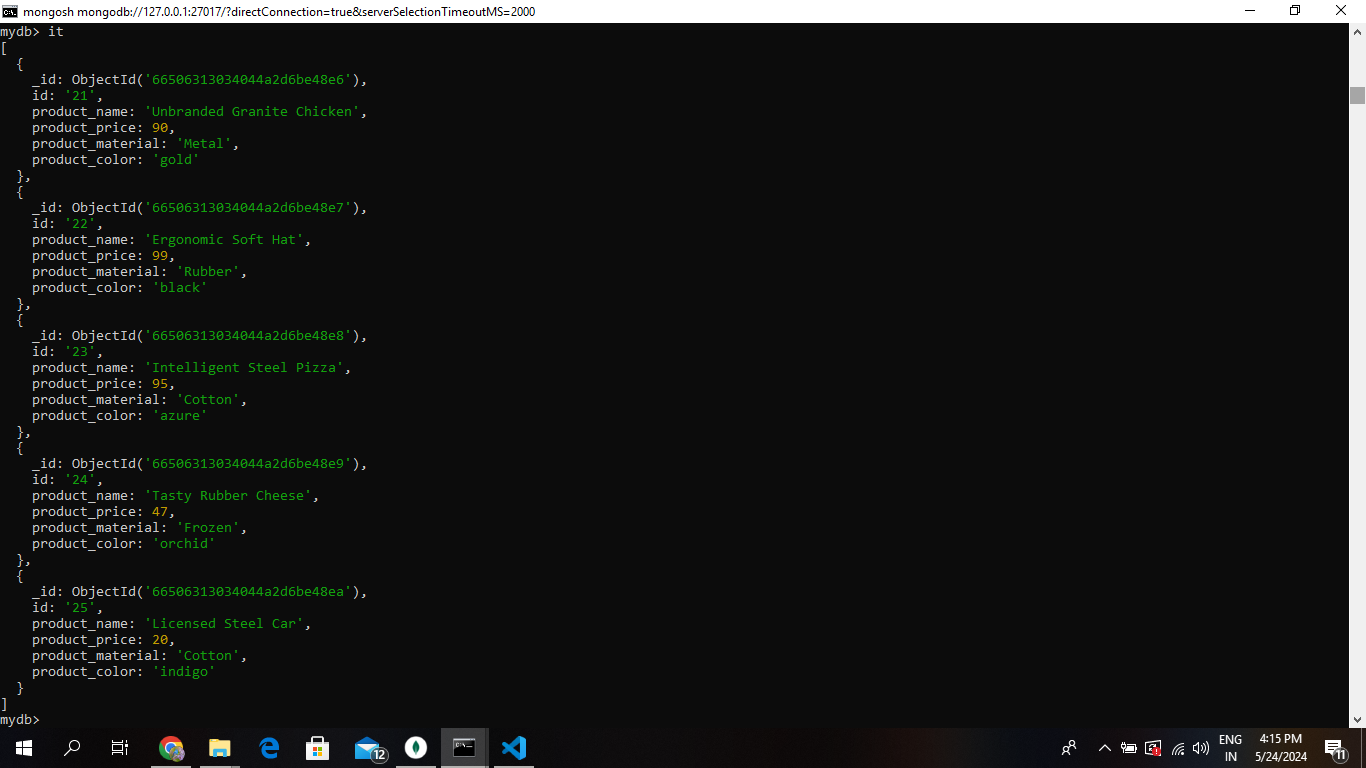 mongosh mongodb://127.0.0.1:27017/?directConnection=true&serverSelectionTimeoutMS=2000
mydb> it
[
  {
    _id: ObjectId('66506313034044a2d6be48e6'),
    id: '21',
    product_name: 'Unbranded Granite Chicken',
    product_price: 90,
    product_material: 'Metal',
    product_color: 'gold'
  },
  {
    _id: ObjectId('66506313034044a2d6be48e7'),
    id: '22',
    product_name: 'Ergonomic Soft Hat',
    product_price: 99,
    product_material: 'Rubber',
    product_color: 'black'
  },
  {
    _id: ObjectId('66506313034044a2d6be48e8'),
    id: '23',
    product_name: 'Intelligent Steel Pizza',
    product_price: 95,
    product_material: 'Cotton',
    product_color: 'azure'
  },
  {
    _id: ObjectId('66506313034044a2d6be48e9'),
    id: '24',
    product_name: 'Tasty Rubber Cheese',
    product_price: 47,
    product_material: 'Frozen',
    product_color: 'orchid'
  },
  {
    _id: ObjectId('66506313034044a2d6be48ea'),
    id: '25',
    product_name: 'Licensed Steel Car',
    product_price: 20,
    product_material: 'Cotton',
    product_color: 'indigo'
  }
]
mydb>
12
ENG
IN
4:15 PM
5/24/2024
11